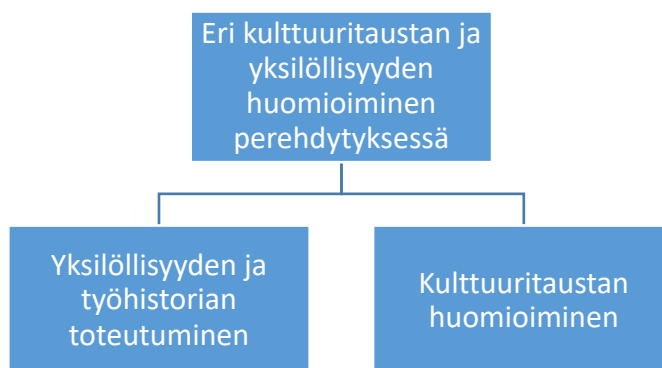 Eri kulttuuritaustan ja
yksilöllisyyden
huomioiminen
perehdytyksessä
Yksilöllisyyden ja
työhistorian
toteutuminen
Kulttuuritaustan
huomioiminen